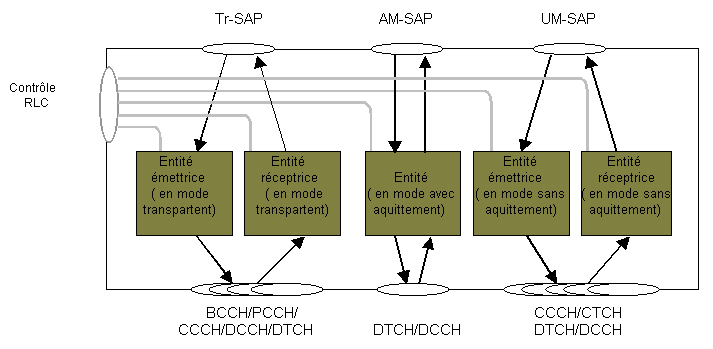 Tr-SAP AM-SAP UM-SAP
Contrôle
RLC
Entité
émettrice
( en mode
transpartent)
Entité
réceptrice
( en mode
transpartent)
Entité
( en mode avec
aquittement)
Entité
émettrice
( en mode sans
aquittement)
Entité
réceptrice
( en mode sans
aquittement)
BCCH/PCCH/
CCCH/DCCH/DTCH
DTCH/DCCH
CCCH/CTCH
DTCH/DCCH